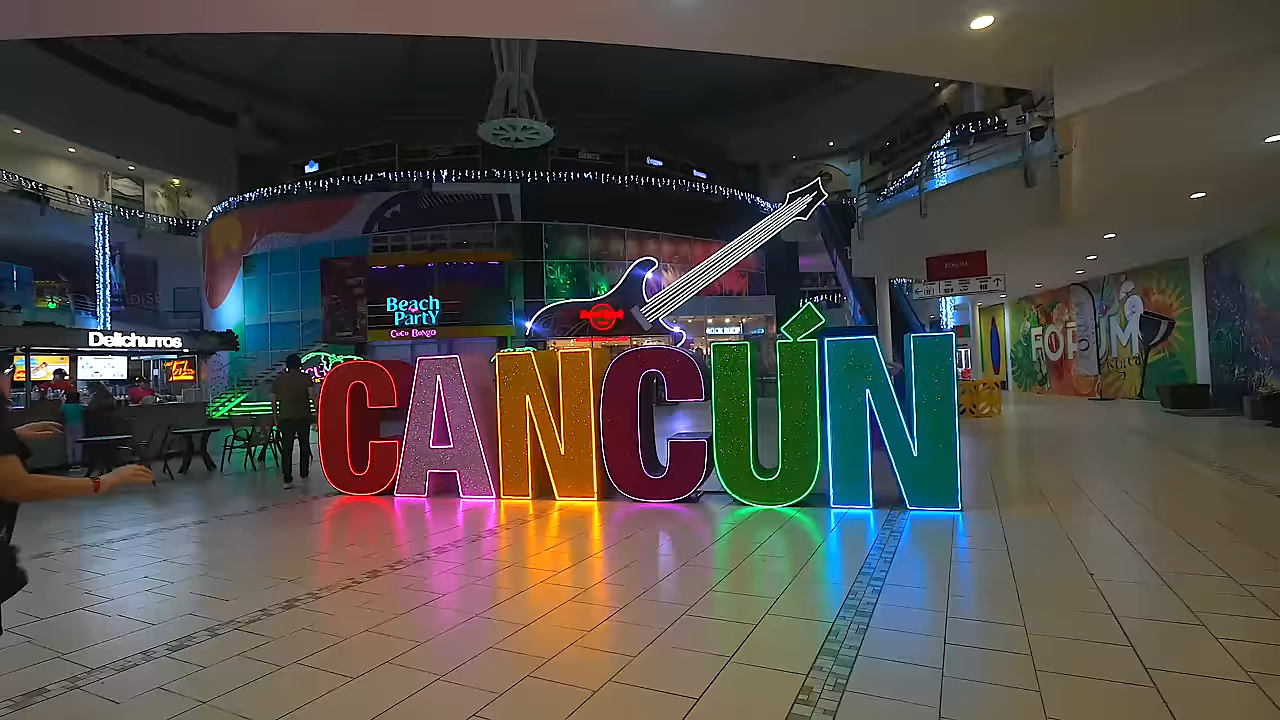 Delichurros
Beach
Party
COCO BONGO
Hard Rock
CANCÚN
FORUM